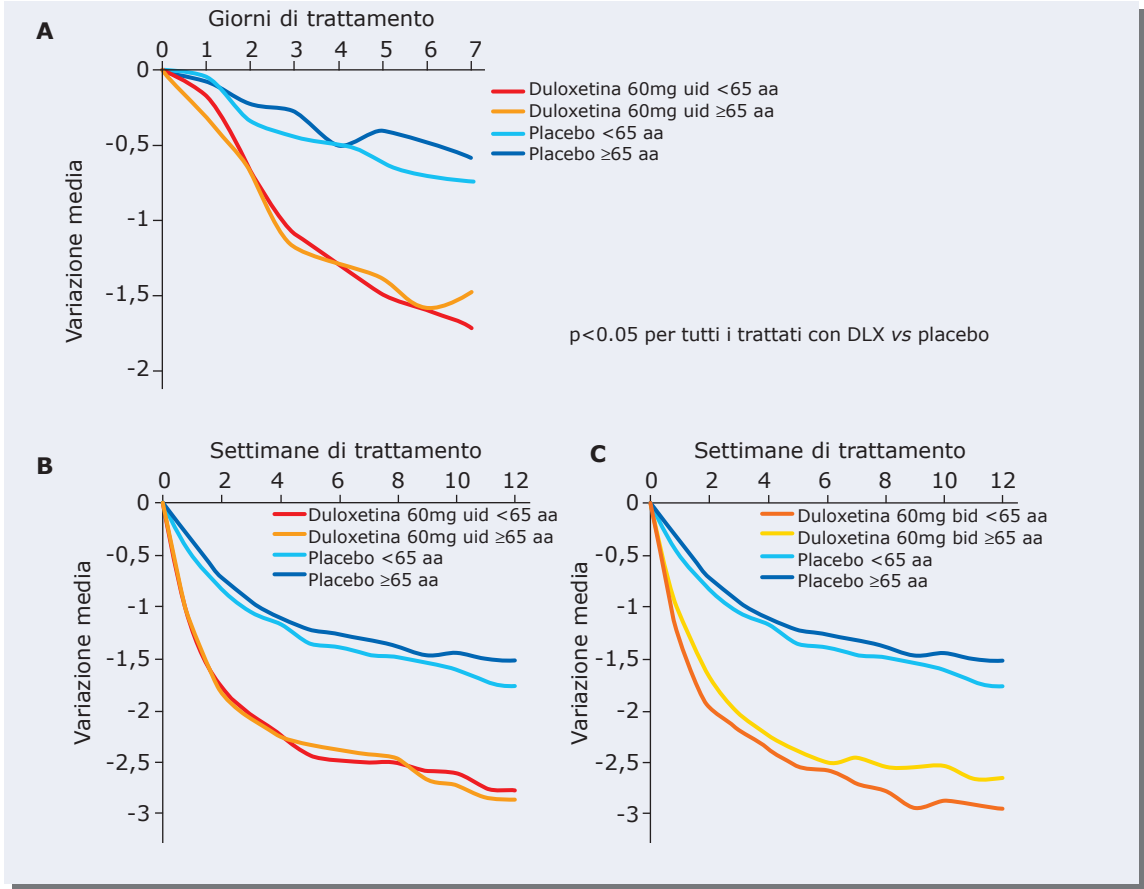 A
Giorni di trattamento
0 1 2 3 4 5 6 7
0
-0,5
-1
-1,5
-2
Variazione media
Duloxetina 60mg uid <65 aa
Duloxetina 60mg uid ≥65 aa
Placebo <65 aa
Placebo ≥65 aa
p<0.05 per tutti i trattati con DLX vs placebo
B
Settimane di trattamento
0 2 4 6 8 10 12
0
-0,5
-1
-1,5
-2
-2,5
-3
Variazione media
Duloxetina 60mg uid <65 aa
Duloxetina 60mg uid ≥65 aa
Placebo <65 aa
Placebo ≥65 aa
C
Settimane di trattamento
0 2 4 6 8 10 12
0
-0,5
-1
-1,5
-2
-2,5
-3
Variazione media
Duloxetina 60mg bid <65 aa
Duloxetina 60mg bid ≥65 aa
Placebo <65 aa
Placebo ≥65 aa